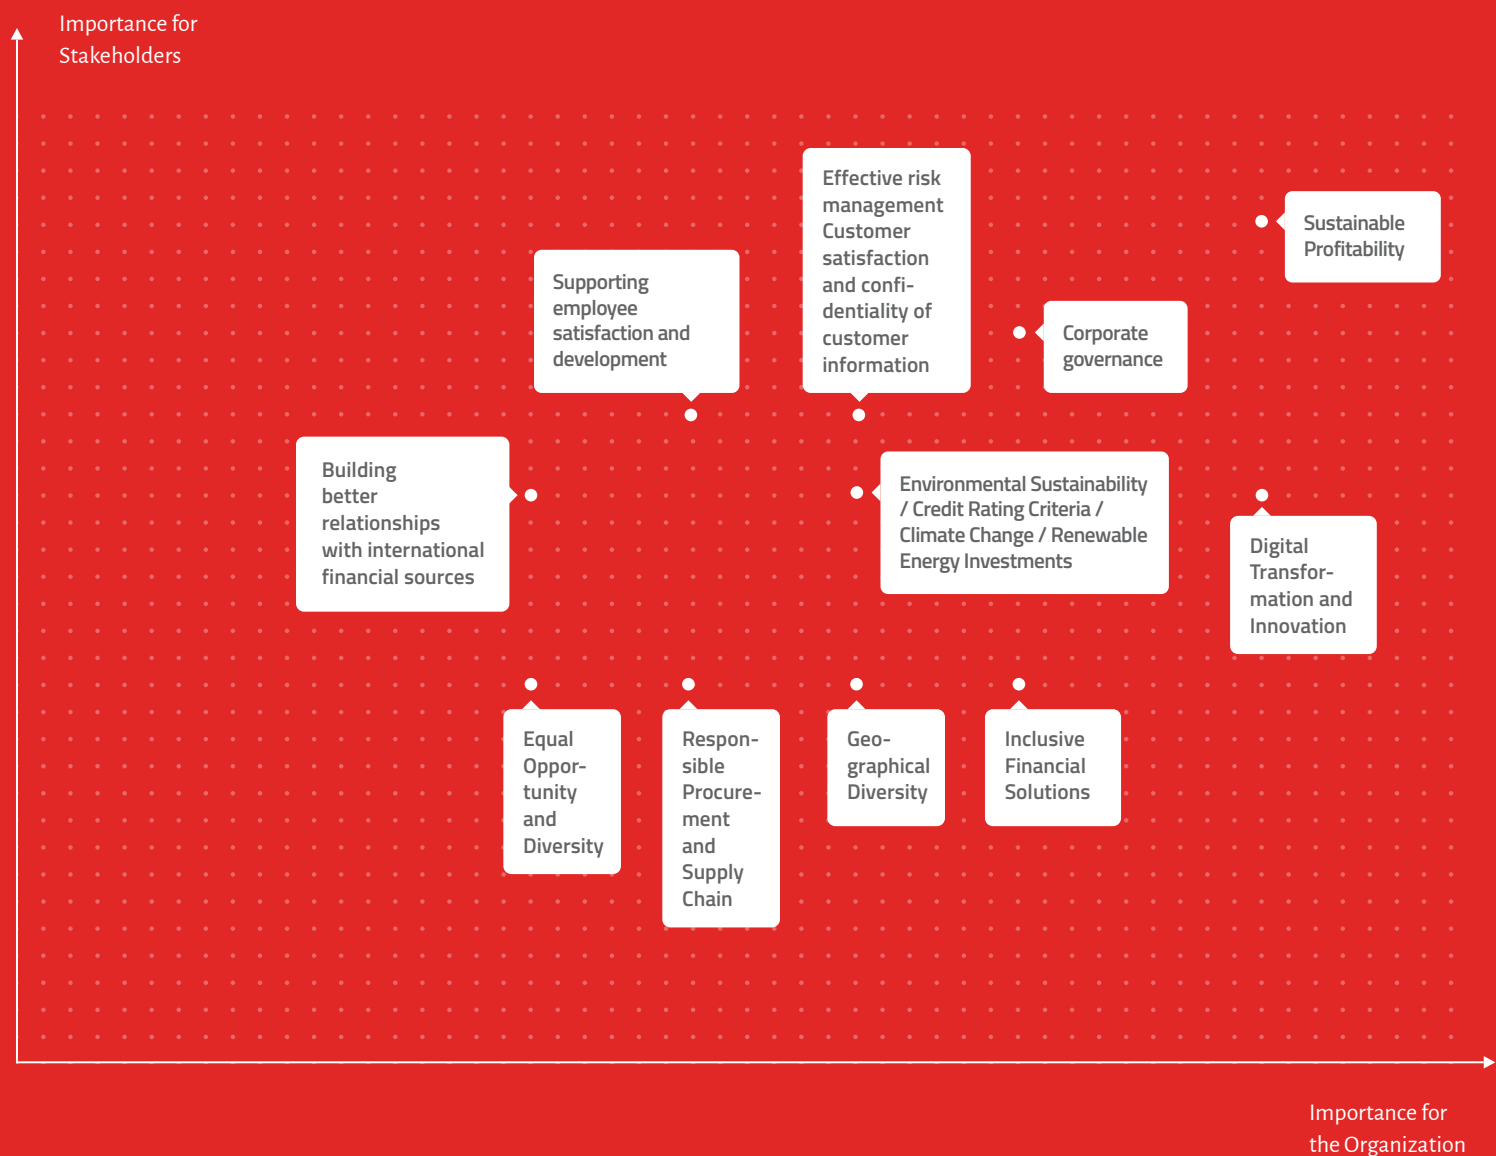 Importance for
Stakeholders
Effective risk
management
Customer
satisfaction
and confi-
dentiality of
customer
information
Sustainable
Profitability
Supporting
employee
satisfaction and
development
Corporate
governance
Building
better
relationships
with international
financial sources
Environmental Sustainability
/ Credit Rating Criteria /
Climate Change / Renewable
Energy Investments
Digital
Transfor-
mation and
Innovation
Equal
Oppor-
tunity
and
Diversity
Respon-
sible
Procure-
ment
and
Supply
Chain
Geo-
graphical
Diversity
Inclusive
Financial
Solutions
Importance for
the Organization